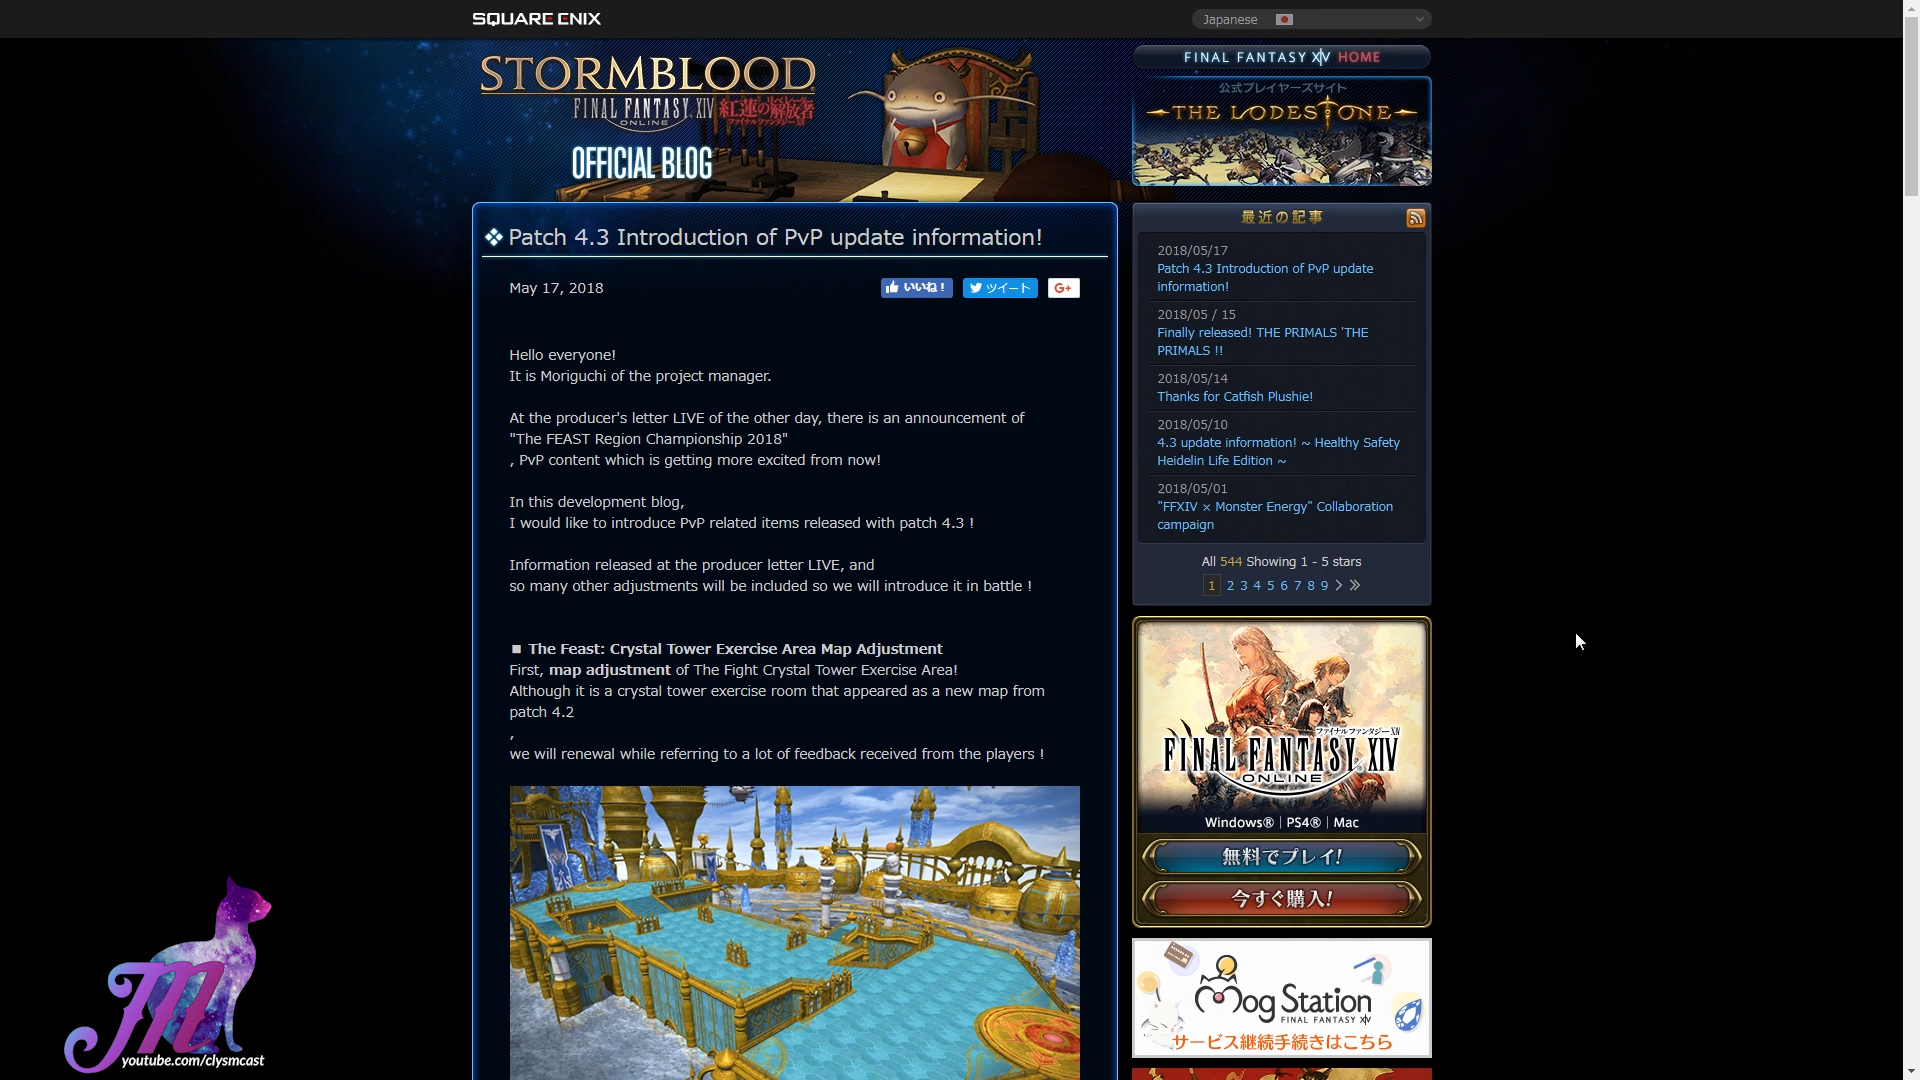 SQUARE ENIX
Japanese
STORMBLOOD
FINAL FANTASY XIV 紅蓮の解放者
ONLINE ファイナルファンタジーXIV
OFFICIAL BLOG
FINAL FANTASY XIV HOME
公式プレイヤーズサイト
THE LODESTONE
Patch 4.3 Introduction of PvP update information!
May 17, 2018
いいね!
ツイート
G+
Hello everyone!
It is Moriguchi of the project manager.
At the producer's letter LIVE of the other day, there is an announcement of
"The FEAST Region Championship 2018"
, PvP content which is getting more excited from now!
In this development blog,
I would like to introduce PvP related items released with patch 4.3 !
Information released at the producer letter LIVE, and
so many other adjustments will be included so we will introduce it in battle !
■ The Feast: Crystal Tower Exercise Area Map Adjustment
First, map adjustment of The Fight Crystal Tower Exercise Area!
Although it is a crystal tower exercise room that appeared as a new map from
patch 4.2
,
we will renewal while referring to a lot of feedback received from the players !
最近の記事
2018/05/17
Patch 4.3 Introduction of PvP update
information!
2018/05 / 15
Finally released! THE PRIMALS 'THE
PRIMALS !!
2018/05/14
Thanks for Catfish Plushie!
2018/05/10
4.3 update information! ~ Healthy Safety
Heidelin Life Edition ~
2018/05/01
"FFXIV × Monster Energy" Collaboration
campaign
All 544 Showing 1 - 5 stars
1 2 3 4 5 6 7 8 9 > >>
ファイナルファンタジーXIV
FINAL FANTASY XIV
ONLINE
Windows® | PS4® | Mac
無料でプレイ!
今すぐ購入!
Mog Station
FINAL FANTASY XIV
サービス継続手続きはこちら
M
youtube.com/clysmcast